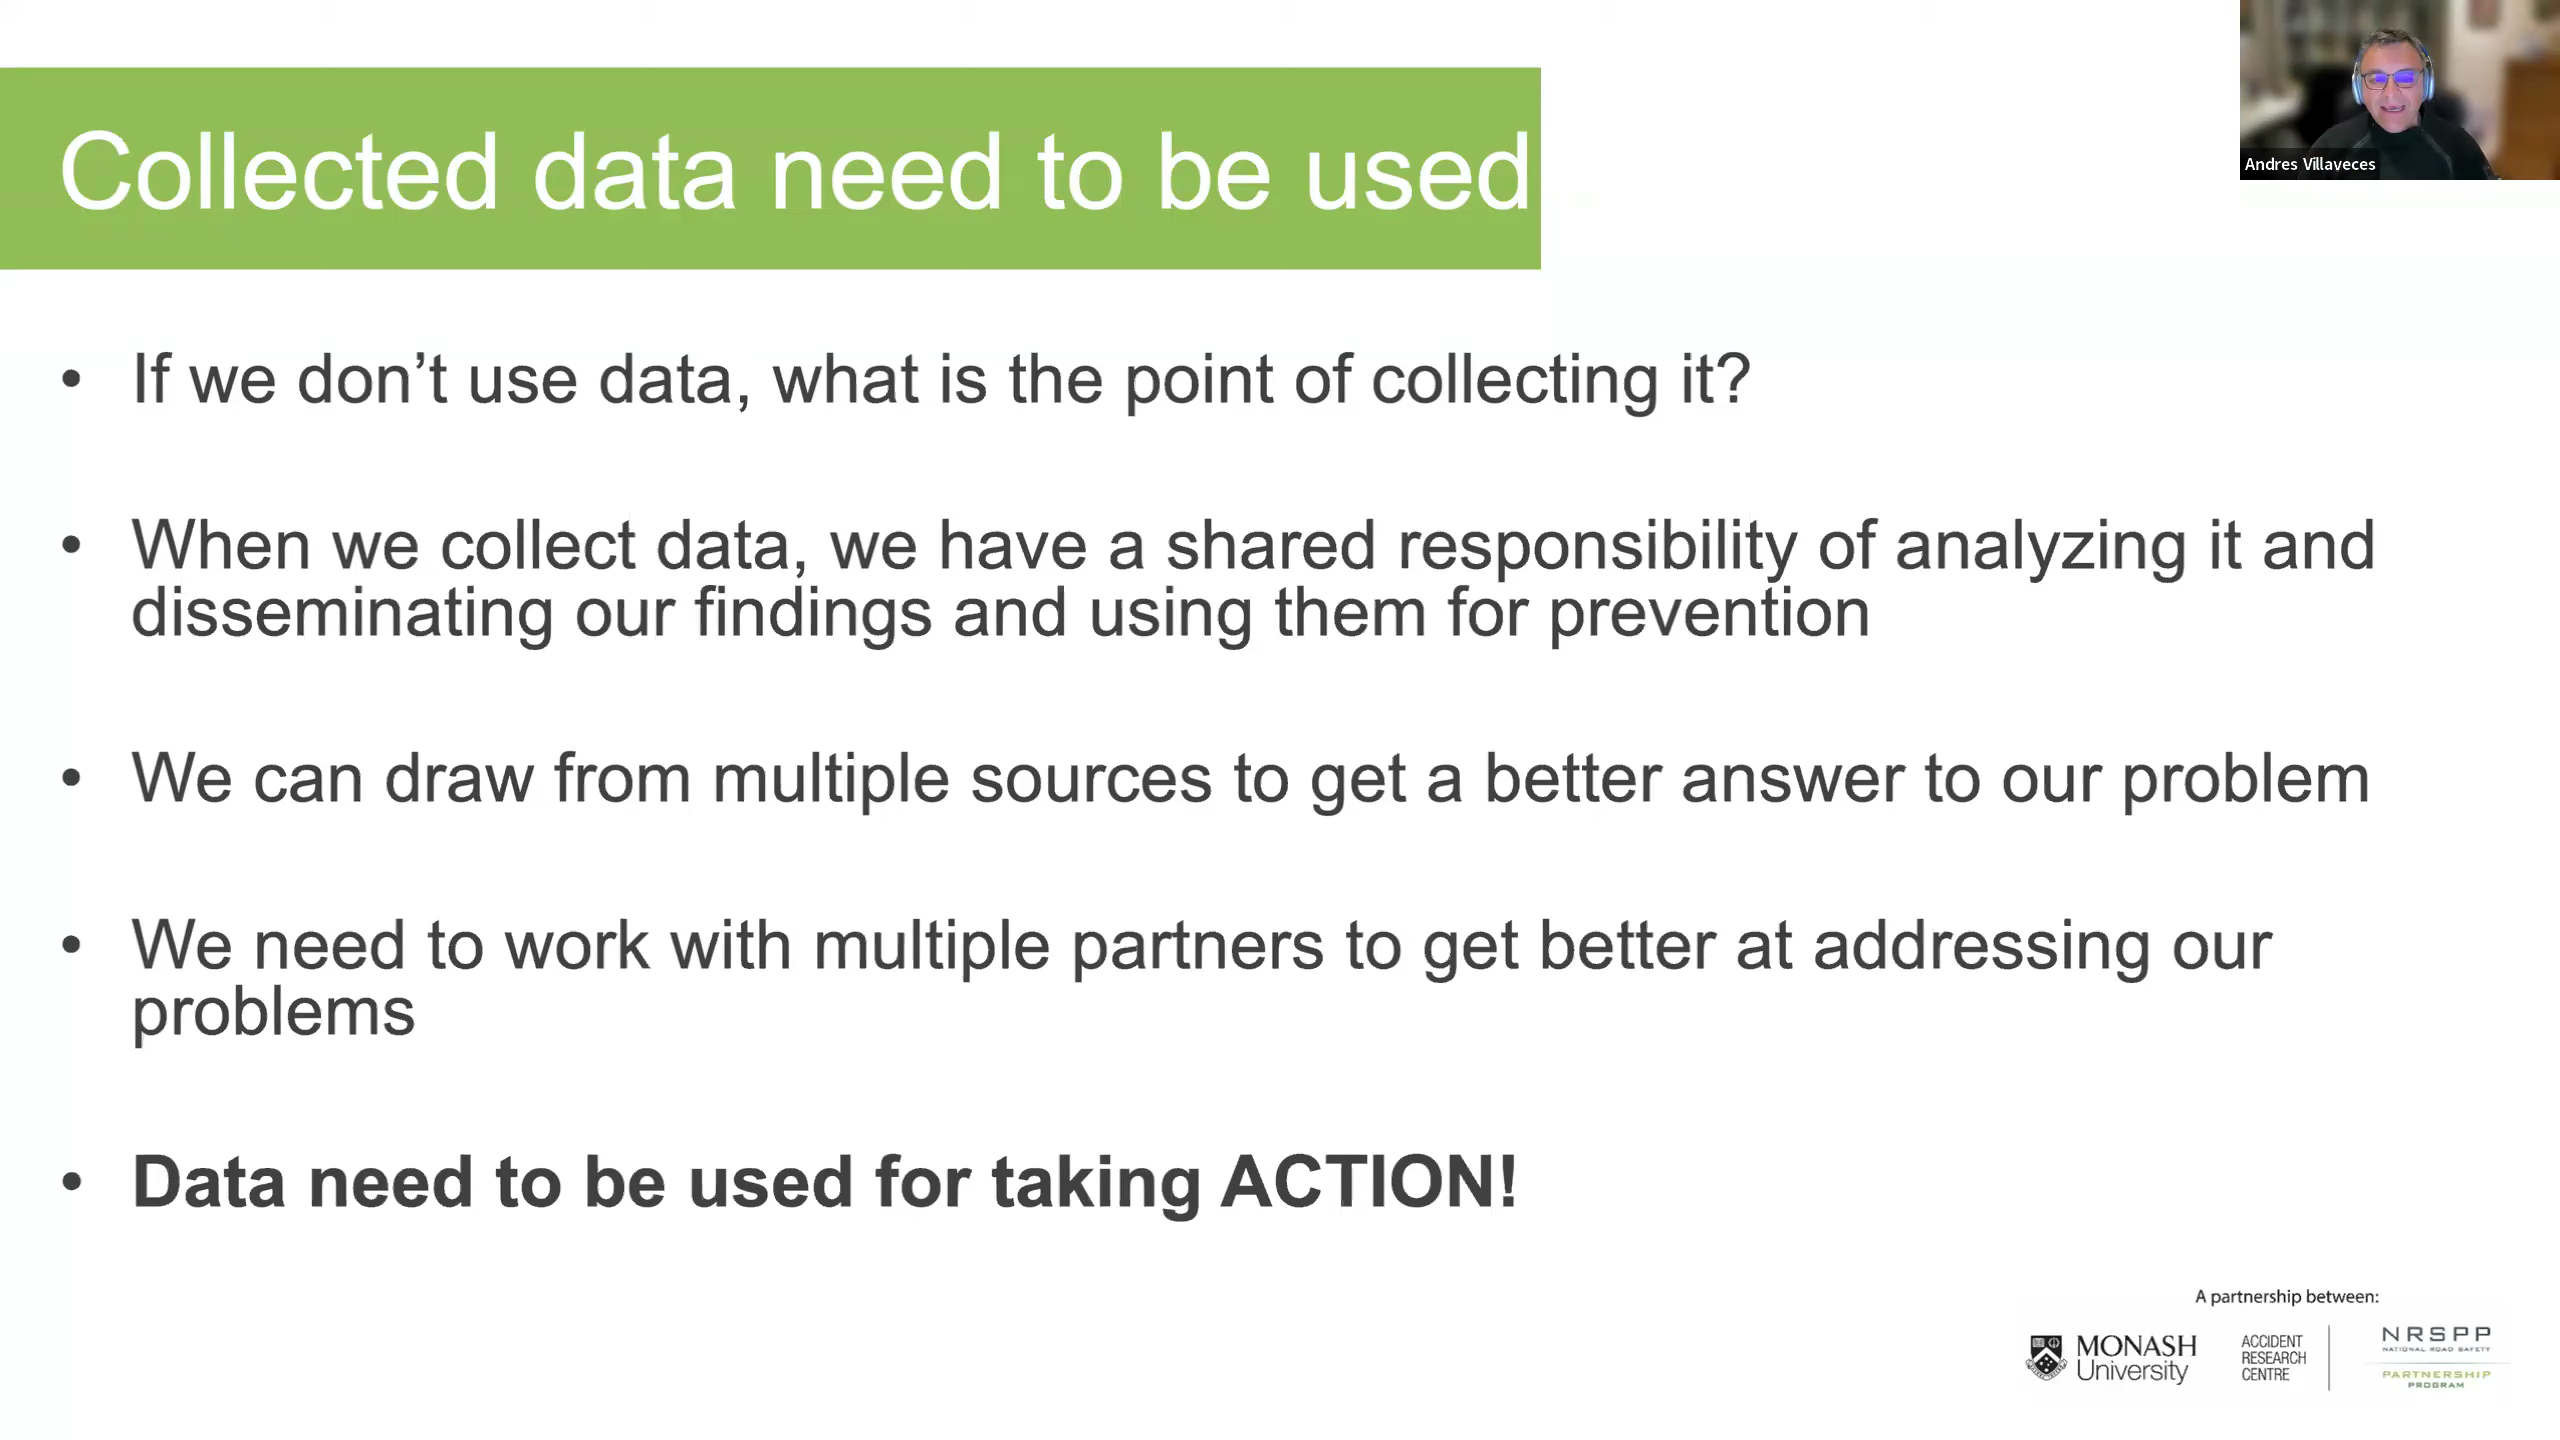 Collected data need to be used
Andres Villaveces
• If we don’t use data, what is the point of collecting it?
• When we collect data, we have a shared responsibility of analyzing it and
disseminating our findings and using them for prevention
• We can draw from multiple sources to get a better answer to our problem
• We need to work with multiple partners to get better at addressing our
problems
• Data need to be used for taking ACTION!
A partnership between:
MONASH
University
ACCIDENT
RESEARCH
CENTRE
NRSPP
NATIONAL ROAD SAFETY
PARTNERSHIP
PROGRAM